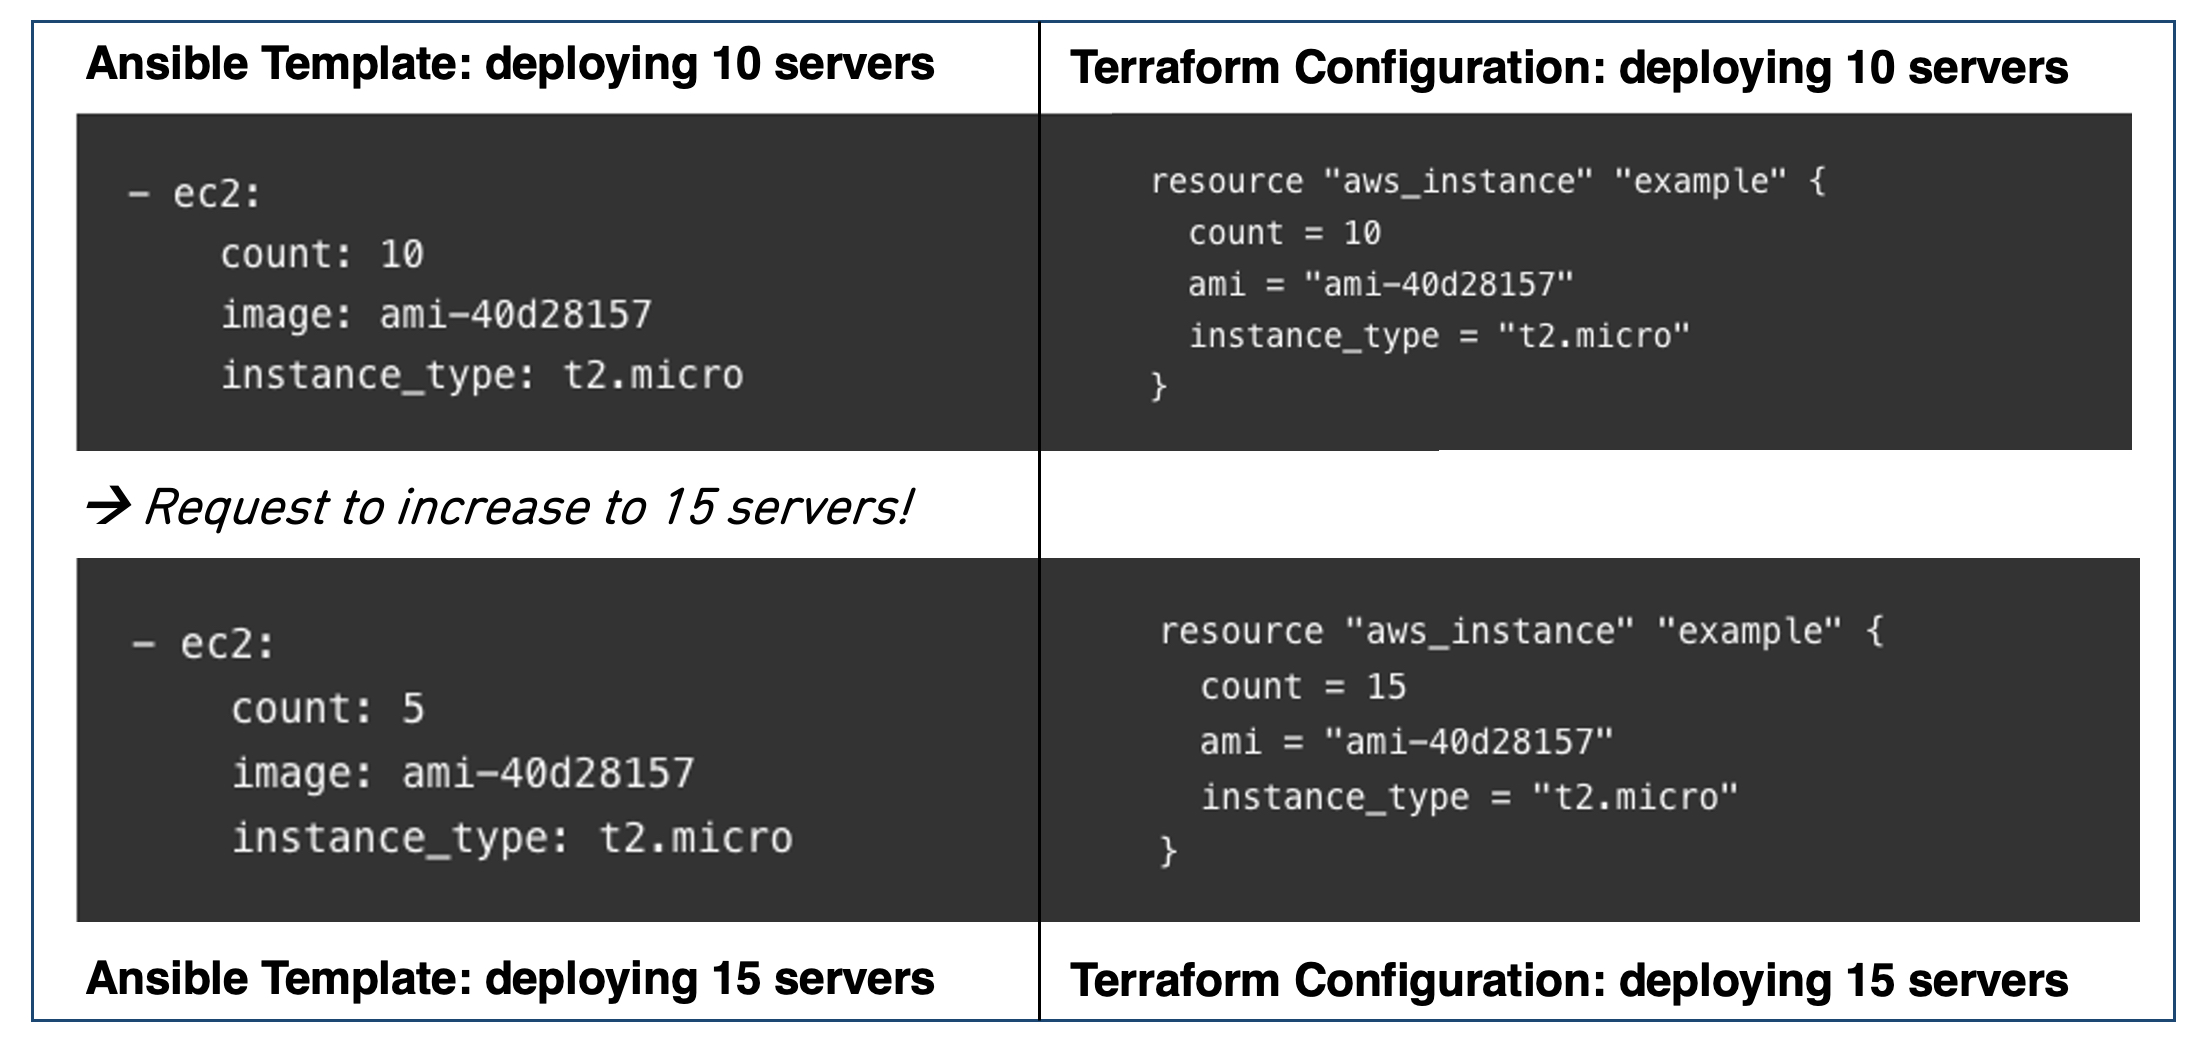 Ansible Template: deploying 10 servers
- ec2:
count: 10
image: ami-40d28157
instance_type: t2.micro
→ Request to increase to 15 servers!
- ec2:
count: 5
image: ami-40d28157
instance_type: t2.micro
Ansible Template: deploying 15 servers
Terraform Configuration: deploying 10 servers
resource "aws_instance" "example" {
count = 10
ami = "ami-40d28157"
instance_type = "t2.micro"
}
resource "aws_instance" "example" {
count = 15
ami = "ami-40d28157"
instance_type = "t2.micro"
}
Terraform Configuration: deploying 15 servers